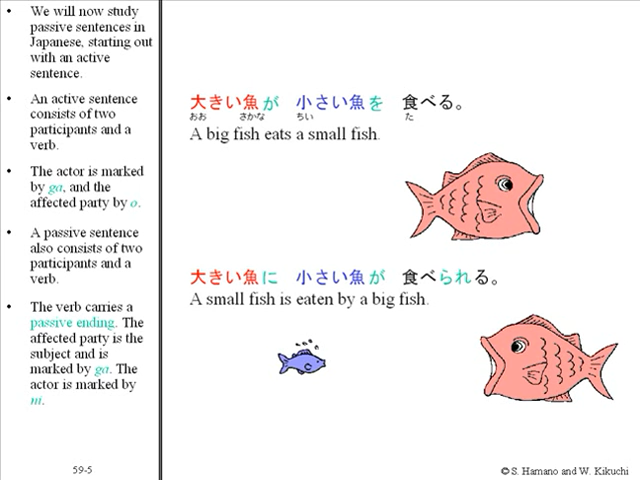 • We will now study
passive sentences in
Japanese, starting out
with an active
sentence.
• An active sentence
consists of two
participants and a
verb.
• The actor is marked
by ga, and the
affected party by o.
• A passive sentence
also consists of two
participants and a
verb.
• The verb carries a
passive ending. The
affected party is the
subject and is
marked by ga. The
actor is marked by
ni.
59-5
大きい魚が 小さい魚を 食べる。
おお さかな ちい た
A big fish eats a small fish.
大きい魚に 小さい魚が 食べられる。
A small fish is eaten by a big fish.
© S. Hamano and W. Kikuchi